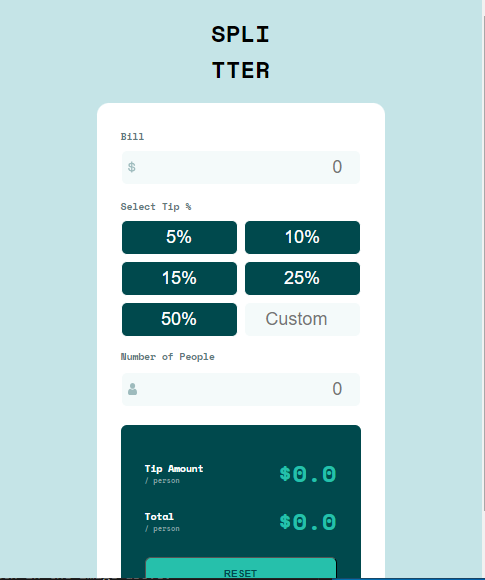 SPLI
TTER
Bill
$ 0
Select Tip %
5% 10%
15% 25%
50% Custom
Number of People
0
Tip Amount $0.0
/ person
Total $0.0
/ person
RESET